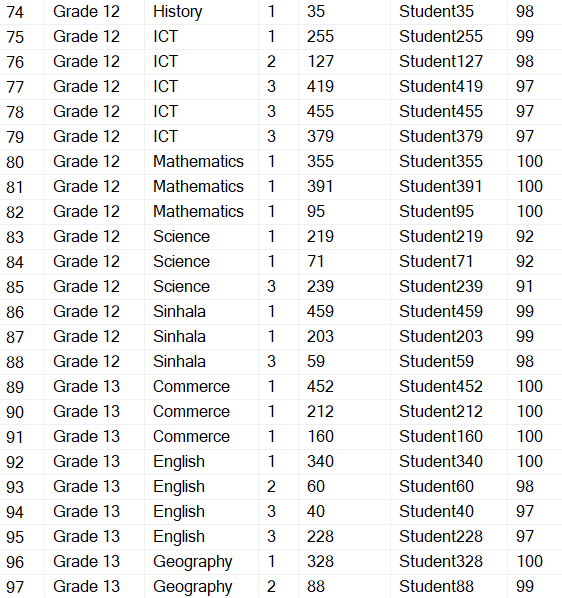 74 Grade 12 History 1 35 Student35 98
75 Grade 12 ICT 1 255 Student255 99
76 Grade 12 ICT 2 127 Student127 98
77 Grade 12 ICT 3 419 Student419 97
78 Grade 12 ICT 3 455 Student455 97
79 Grade 12 ICT 3 379 Student379 97
80 Grade 12 Mathematics 1 355 Student355 100
81 Grade 12 Mathematics 1 391 Student391 100
82 Grade 12 Mathematics 1 95 Student95 100
83 Grade 12 Science 1 219 Student219 92
84 Grade 12 Science 1 71 Student71 92
85 Grade 12 Science 3 239 Student239 91
86 Grade 12 Sinhala 1 459 Student459 99
87 Grade 12 Sinhala 1 203 Student203 99
88 Grade 12 Sinhala 3 59 Student59 98
89 Grade 13 Commerce 1 452 Student452 100
90 Grade 13 Commerce 1 212 Student212 100
91 Grade 13 Commerce 1 160 Student160 100
92 Grade 13 English 1 340 Student340 100
93 Grade 13 English 2 60 Student60 98
94 Grade 13 English 3 40 Student40 97
95 Grade 13 English 3 228 Student228 97
96 Grade 13 Geography 1 328 Student328 100
97 Grade 13 Geography 2 88 Student88 99